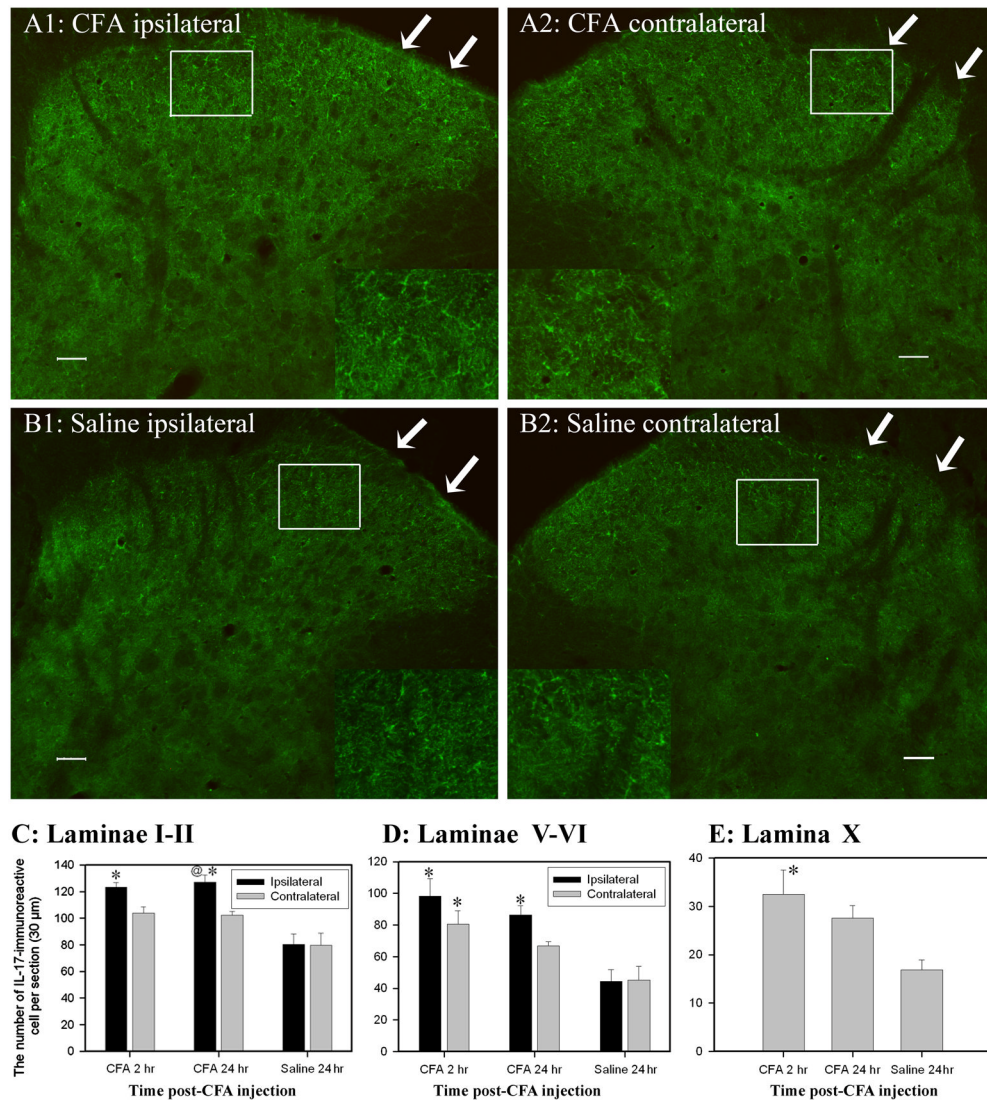 A1: CFA ipsilateral
A2: CFA contralateral
B1: Saline ipsilateral
B2: Saline contralateral
C: Laminae I-II
D: Laminae V-VI
E: Lamina X
The number of IL-17-immunoreactive
cell per section (30 µm)
140
120
100
80
60
40
20
0
*
@ *
Ipsilateral
Contralateral
CFA 2 hr
CFA 24 hr
Saline 24 hr
Time post-CFA injection
120
100
80
60
40
20
0
*
*
*
Ipsilateral
Contralateral
CFA 2 hr
CFA 24 hr
Saline 24 hr
Time post-CFA injection
40
30
20
10
0
*
CFA 2 hr
CFA 24 hr
Saline 24 hr
Time post-CFA injection